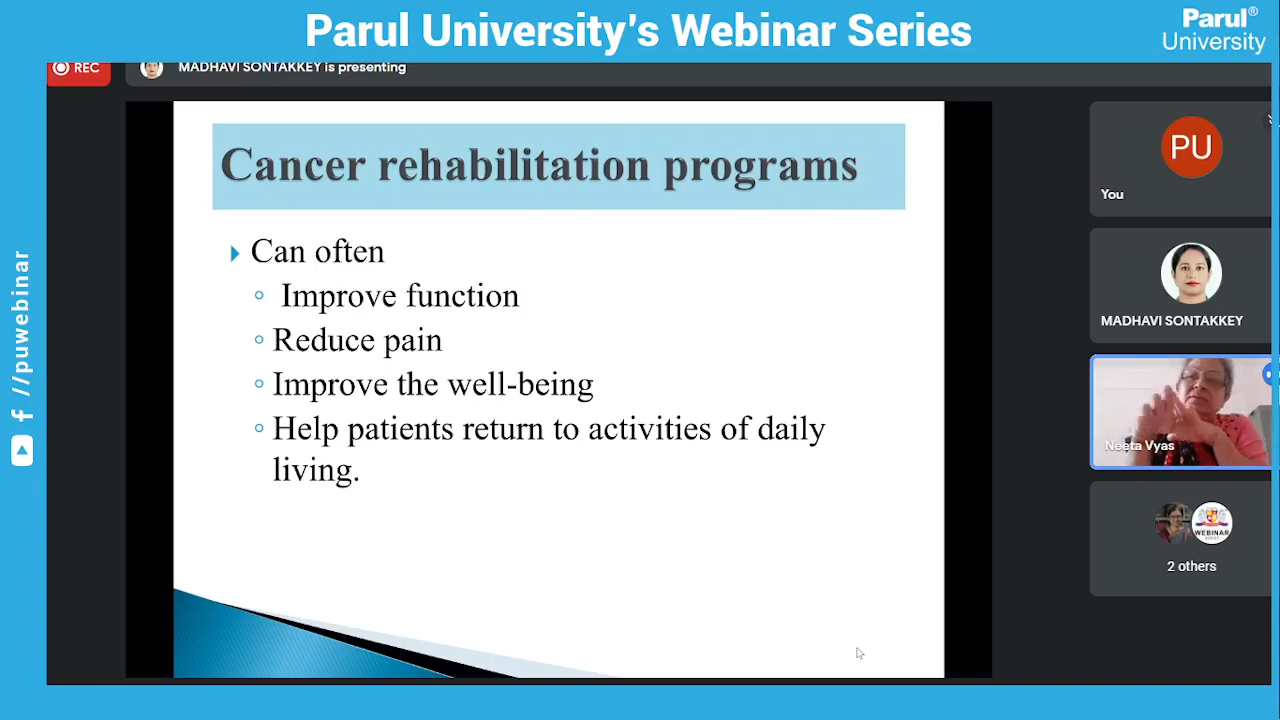 Parul University's Webinar Series
Parul®
University
REC
MADHAVI SONTAKKEY is presenting
Cancer rehabilitation programs
Can often
Improve function
Reduce pain
Improve the well-being
Help patients return to activities of daily
living.
PU
You
MADHAVI SONTAKKEY
Neeta Vyas
WEBINAR
2 others
//puwebinar